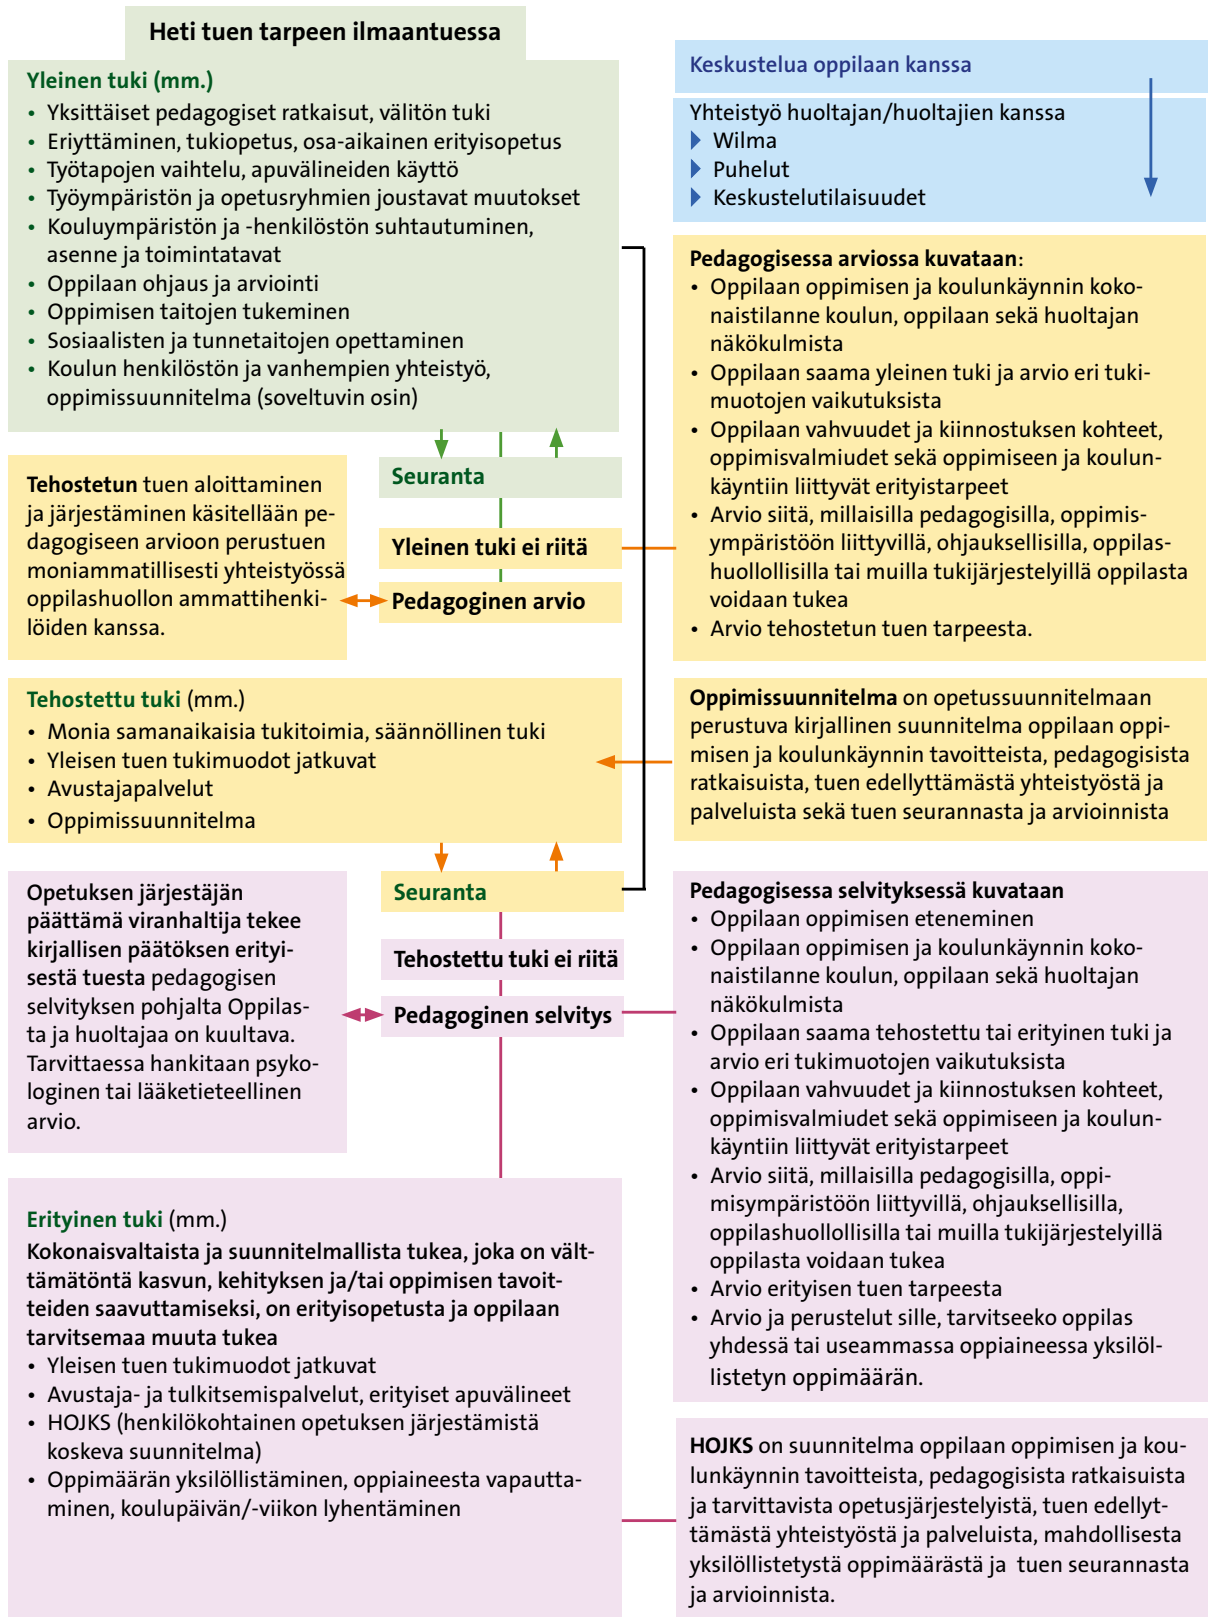 Heti tuen tarpeen ilmaantuessa
Yleinen tuki (mm.)
• Yksittäiset pedagogiset ratkaisut, välitön tuki
• Eriyttäminen, tukiopetus, osa-aikainen erityisopetus
• Työtapojen vaihtelu, apuvälineiden käyttö
• Työympäristön ja opetusryhmien joustavat muutokset
• Kouluympäristön ja -henkilöstön suhtautuminen,
asenne ja toimintatavat
• Oppilaan ohjaus ja arviointi
• Oppimisen taitojen tukeminen
• Sosiaalisten ja tunnetaitojen opettaminen
• Koulun henkilöstön ja vanhempien yhteistyö,
oppimissuunnitelma (soveltuvin osin)
Keskustelua oppilaan kanssa
Yhteistyö huoltajan/huoltajien kanssa
Wilma
Puhelut
Keskustelutilaisuudet
Pedagogisessa arviossa kuvataan:
• Oppilaan oppimisen ja koulunkäynnin koko-
naistilanne koulun, oppilaan sekä huoltajan
näkökulmista
• Oppilaan saama yleinen tuki ja arvio eri tuki-
muotojen vaikutuksista
• Oppilaan vahvuudet ja kiinnostuksen kohteet,
oppimisvalmiudet sekä oppimiseen ja koulun-
käyntiin liittyvät erityistarpeet
• Arvio siitä, millaisilla pedagogisilla, oppimis-
ympäristöön liittyvillä, ohjauksellisilla, oppilas-
huollollisilla tai muilla tukijärjestelyillä oppilasta
voidaan tukea
• Arvio tehostetun tuen tarpeesta.
Seuranta
Yleinen tuki ei riitä
Pedagoginen arvio
Tehostetun tuen aloittaminen
ja järjestäminen käsitellään pe-
dagogiseen arvioon perustuen
moniammatillisesti yhteistyössä
oppilashuollon ammattihenki-
löiden kanssa.
Tehostettu tuki (mm.)
• Monia samanaikaisia tukitoimia, säännöllinen tuki
• Yleisen tuen tukimuodot jatkuvat
• Avustajapalvelut
• Oppimissuunnitelma
Oppimissuunnitelma on opetussuunnitelmaan
perustuva kirjallinen suunnitelma oppilaan oppi-
misen ja koulunkäynnin tavoitteista, pedagogisista
ratkaisuista, tuen edellyttämästä yhteistyöstä ja
palveluista sekä tuen seurannasta ja arvioinnista
Seuranta
Tehostettu tuki ei riitä
Pedagoginen selvitys
Opetuksen järjestäjän
päättämä viranhaltija tekee
kirjallisen päätöksen erityi-
sestä tuesta pedagogisen
selvityksen pohjalta Oppilas-
ta ja huoltajaa on kuultava.
Tarvittaessa hankitaan psyko-
loginen tai lääketieteellinen
arvio.
Pedagogisessa selvityksessä kuvataan
• Oppilaan oppimisen eteneminen
• Oppilaan oppimisen ja koulunkäynnin koko-
naistilanne koulun, oppilaan sekä huoltajan
näkökulmista
• Oppilaan saama tehostettu tai erityinen tuki ja
arvio eri tukimuotojen vaikutuksista
• Oppilaan vahvuudet ja kiinnostuksen kohteet,
oppimisvalmiudet sekä oppimiseen ja koulun-
käyntiin liittyvät erityistarpeet
• Arvio siitä, millaisilla pedagogisilla, oppi-
misympäristöön liittyvillä, ohjauksellisilla,
oppilashuollollisilla tai muilla tukijärjestelyillä
oppilasta voidaan tukea
• Arvio erityisen tuen tarpeesta
• Arvio ja perustelut sille, tarvitseeko oppilas
yhdessä tai useammassa oppiaineessa yksilöl-
listetyn oppimäärän.
Erityinen tuki (mm.)
Kokonaisvaltaista ja suunnitelmallista tukea, joka on vält-
tämätöntä kasvun, kehityksen ja/tai oppimisen tavoit-
teiden saavuttamiseksi, on erityisopetusta ja oppilaan
tarvitsemaa muuta tukea
• Yleisen tuen tukimuodot jatkuvat
• Avustaja- ja tulkitsemispalvelut, erityiset apuvälineet
• HOJKS (henkilökohtainen opetuksen järjestämistä
koskeva suunnitelma)
• Oppimäärän yksilöllistäminen, oppiaineesta vapautta-
minen, koulupäivän/-viikon lyhentäminen
HOJKS on suunnitelma oppilaan oppimisen ja kou-
lunkäynnin tavoitteista, pedagogisista ratkaisuista
ja tarvittavista opetusjärjestelyistä, tuen edellyt-
tämästä yhteistyöstä ja palveluista, mahdollisesta
yksilöllistetystä oppimäärästä ja tuen seurannasta
ja arvioinnista.